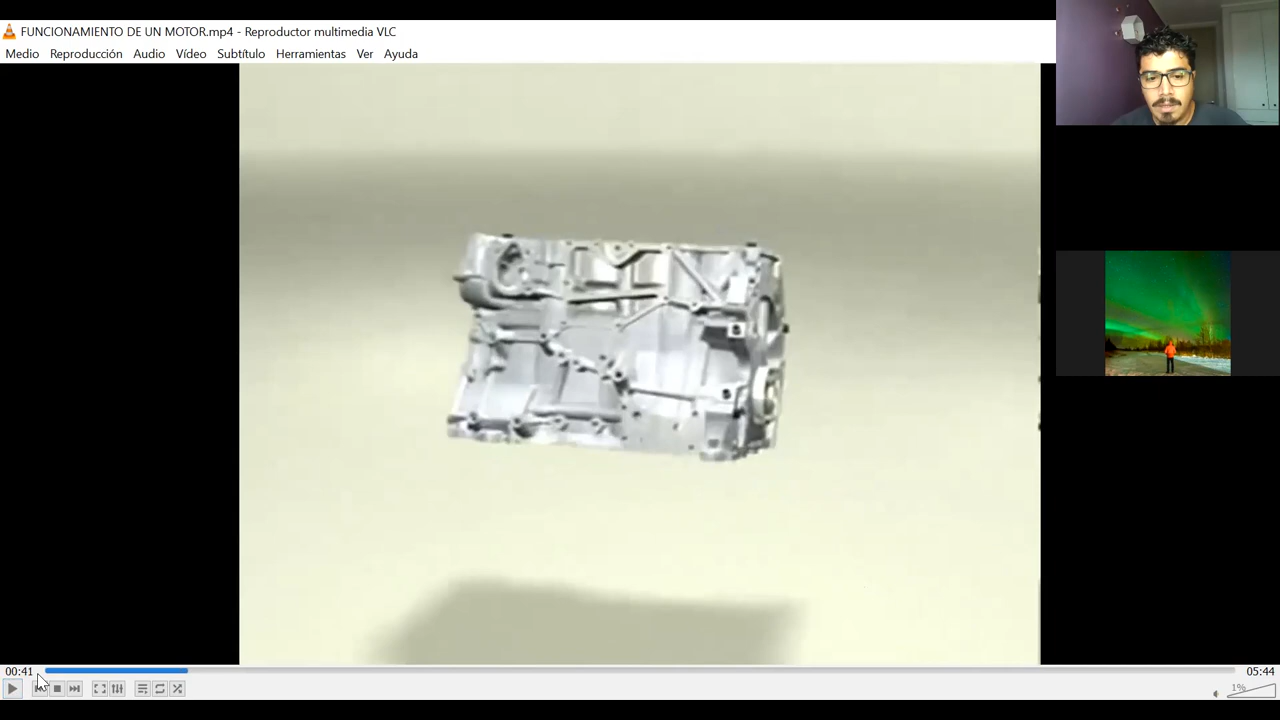 FUNCIONAMIENTO DE UN MOTOR.mp4 - Reproductor multimedia VLC
Medio Reproducción Audio Vídeo Subtítulo Herramientas Ver Ayuda
00:41 05:44
1%